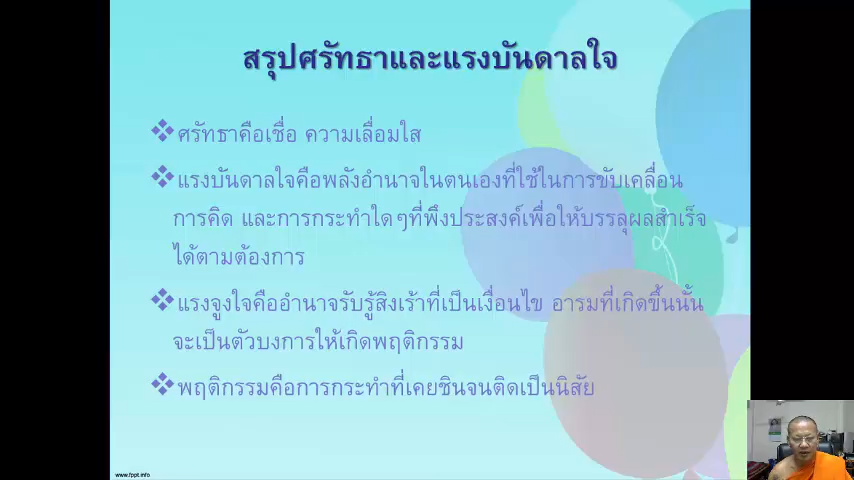 สรุปศรัทธาและแรงบันดาลใจ
❖ศรัทธาคือเชื่อ ความเลื่อมใส
❖แรงบันดาลใจคือพลังอำนาจในตนเองที่ใช้ในการขับเคลื่อน
การคิด และการกระทำใดๆที่พึงประสงค์เพื่อให้บรรลุผลสำเร็จ
ได้ตามต้องการ
❖แรงจูงใจคืออำนาจรับรู้สิ่งเร้าที่เป็นเงื่อนไข อารมที่เกิดขึ้นนั้น
จะเป็นตัวบงการให้เกิดพฤติกรรม
❖พฤติกรรมคือการกระทำที่เคยชินจนติดเป็นนิสัย
www.fppt.info